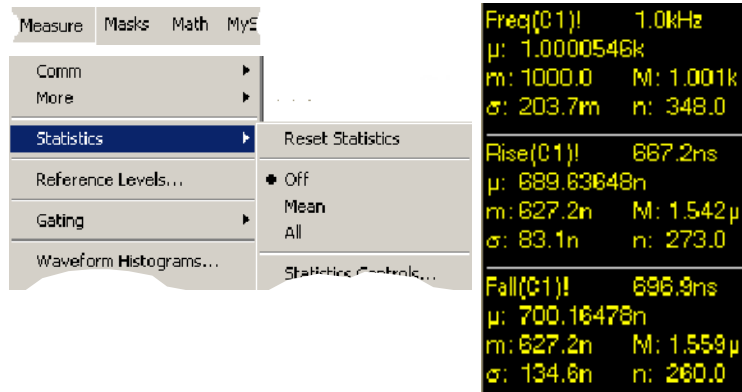 Measure Masks Math
Comm
More
Statistics
Reset Statistics
Reference Levels...
Off
Mean
Gating
All
Waveform Histograms...
Statistics Controls...
Freq(C1)! 1.0kHz
µ: 1.0000546k
m: 1000.0 M: 1.001k
σ: 203.7m n: 348.0
Rise(C1)! 667.2ns
µ: 689.63648n
m: 627.2n M: 1.542µ
σ: 83.1n n: 273.0
Fall(C1)! 696.9ns
µ: 700.16478n
m: 627.2n M: 1.559µ
σ: 134.6n n: 260.0